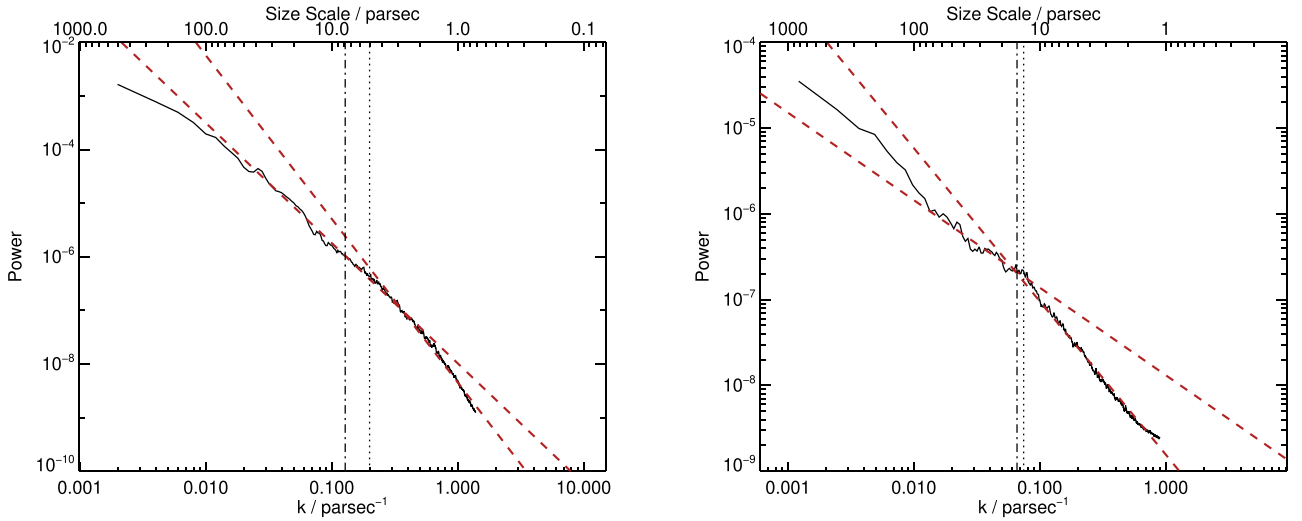 Size Scale / parsec
1000.0 100.0 10.0 1.0 0.1
10⁻²
10⁻⁴
10⁻⁶
10⁻⁸
10⁻¹⁰
Power
0.001 0.010 0.100 1.000 10.000
k / parsec⁻¹
Size Scale / parsec
1000 100 10 1
10⁻⁴
10⁻⁵
10⁻⁶
10⁻⁷
10⁻⁸
10⁻⁹
Power
0.001 0.010 0.100 1.000
k / parsec⁻¹